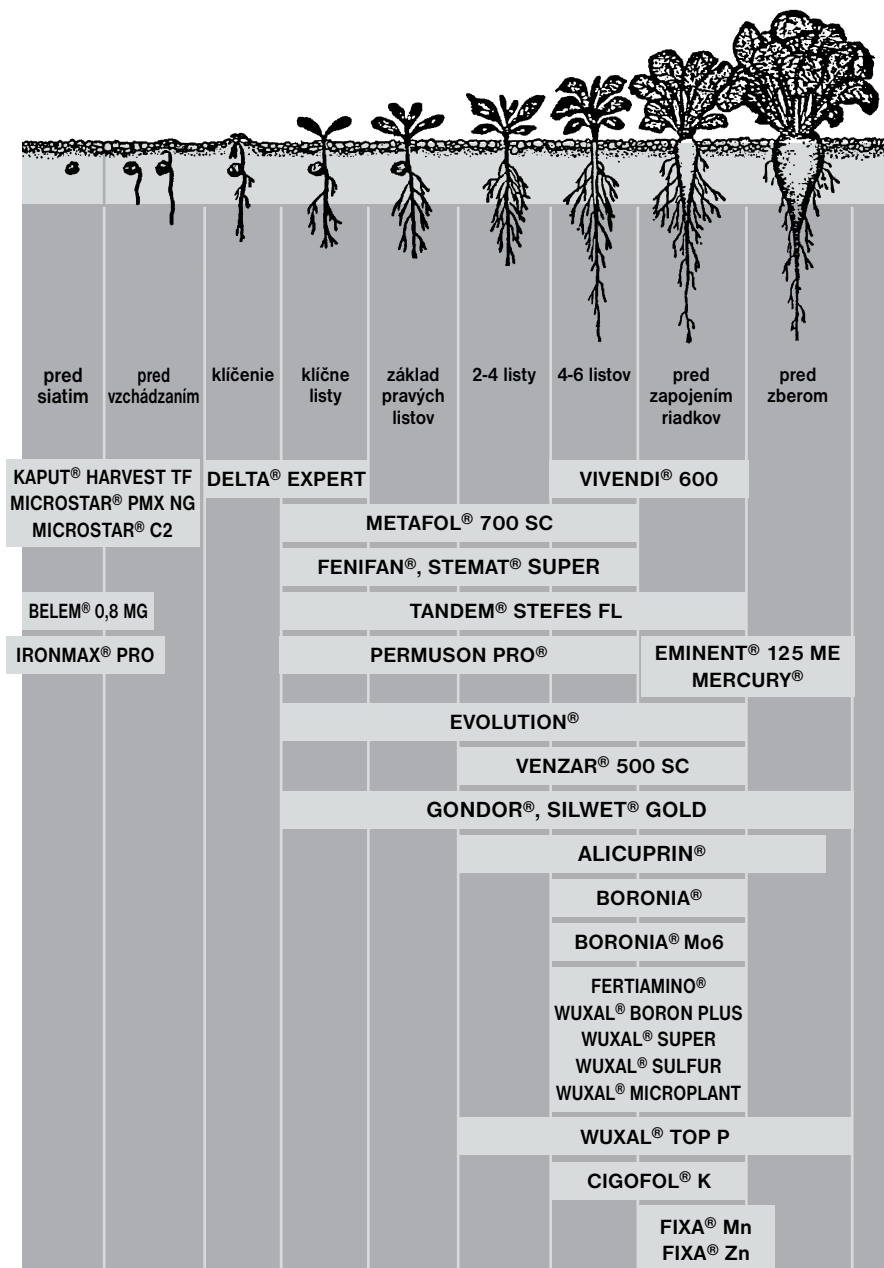 pred
siatim
pred
vzchádzaním
klíčenie
klíčne
listy
základ
pravých
listov
2-4 listy
4-6 listov
pred
zapojením
riadkov
pred
zberom
KAPUT® HARVEST TF
MICROSTAR® PMX NG
MICROSTAR® C2
DELTA® EXPERT
VIVENDI® 600
METAFOL® 700 SC
FENIFAN®, STEMAT® SUPER
BELEM® 0,8 MG
TANDEM® STEFES FL
IRONMAX® PRO
PERMUSON PRO®
EMINENT® 125 ME
MERCURY®
EVOLUTION®
VENZAR® 500 SC
GONDOR®, SILWET® GOLD
ALICUPRIN®
BORONIA®
BORONIA® Mo6
FERTIAMINO®
WUXAL® BORON PLUS
WUXAL® SUPER
WUXAL® SULFUR
WUXAL® MICROPLANT
WUXAL® TOP P
CIGOFOL® K
FIXA® Mn
FIXA® Zn